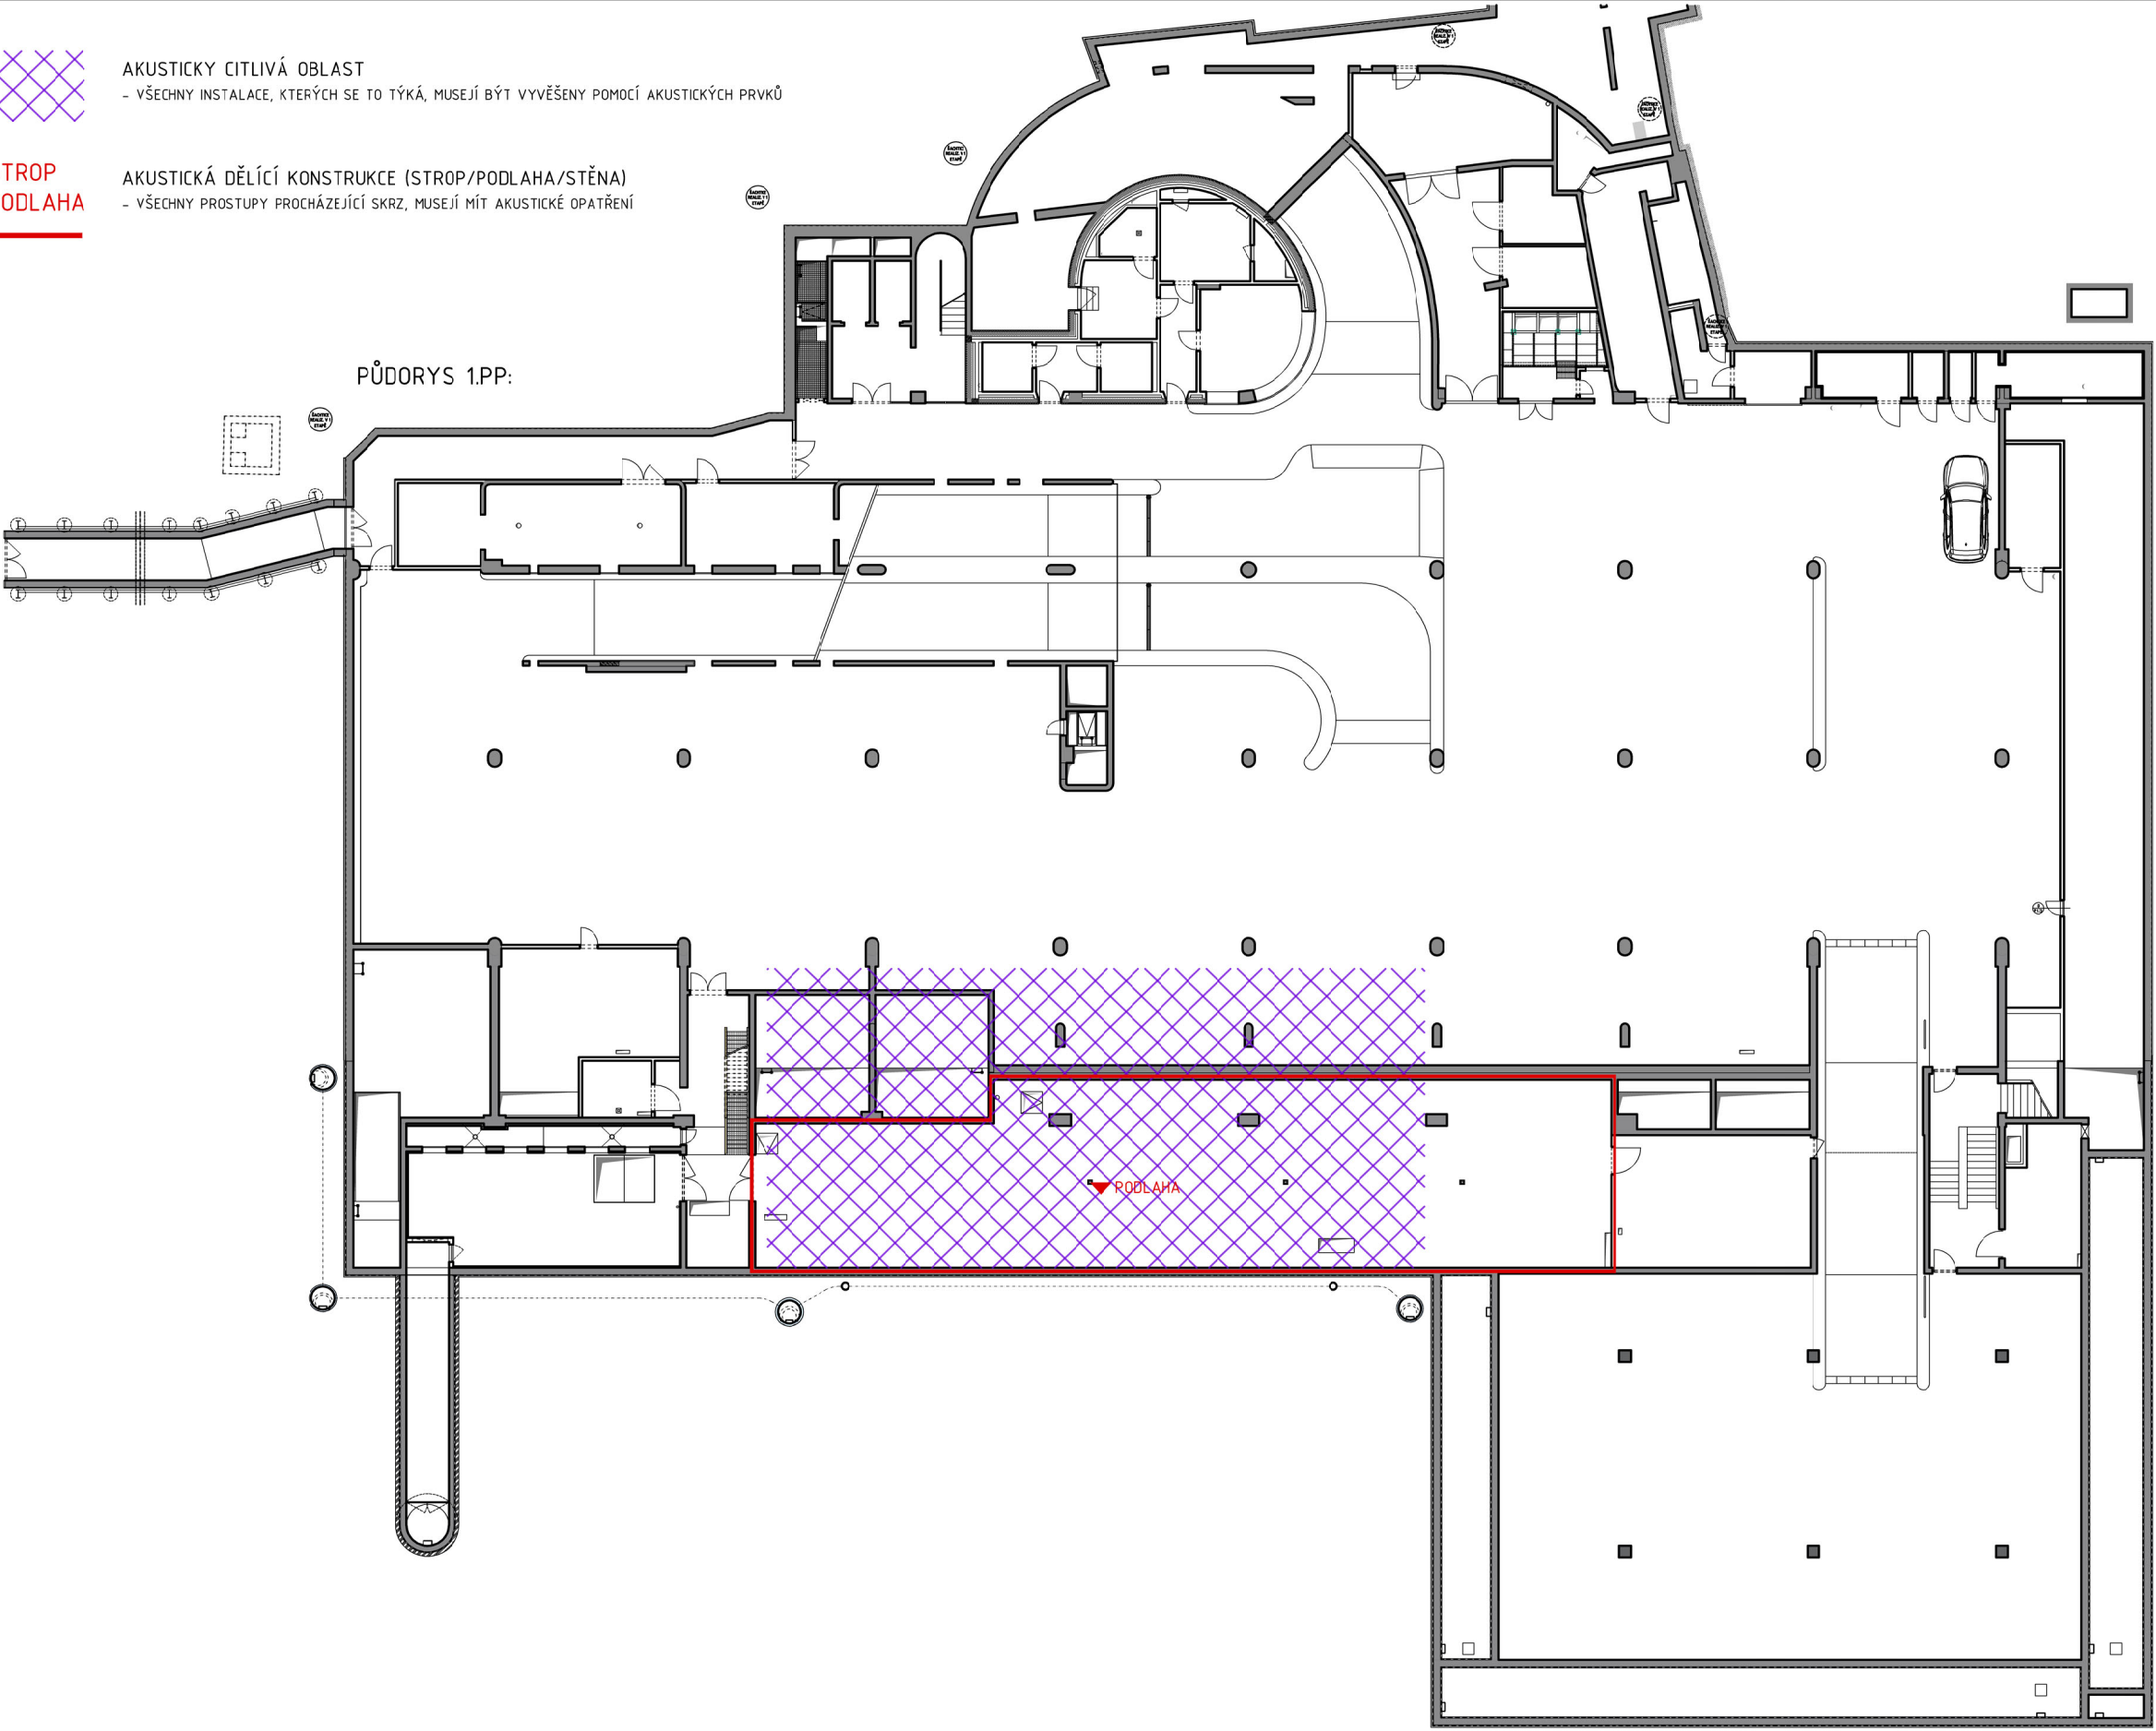 AKUSTICKY CITLIVÁ OBLAST
- VŠECHNY INSTALACE, KTERÝCH SE TO TÝKÁ, MUSEJÍ BÝT VYVĚŠENY POMOCÍ AKUSTICKÝCH PRVKŮ
TROP
ODLAHA
AKUSTICKÁ DĚLÍCÍ KONSTRUKCE (STROP/PODLAHA/STĚNA)
- VŠECHNY PROSTUPY PROCHÁZEJÍCÍ SKRZ, MUSEJÍ MÍT AKUSTICKÉ OPATŘENÍ
PŮDORYS 1.PP:
PODLAHA